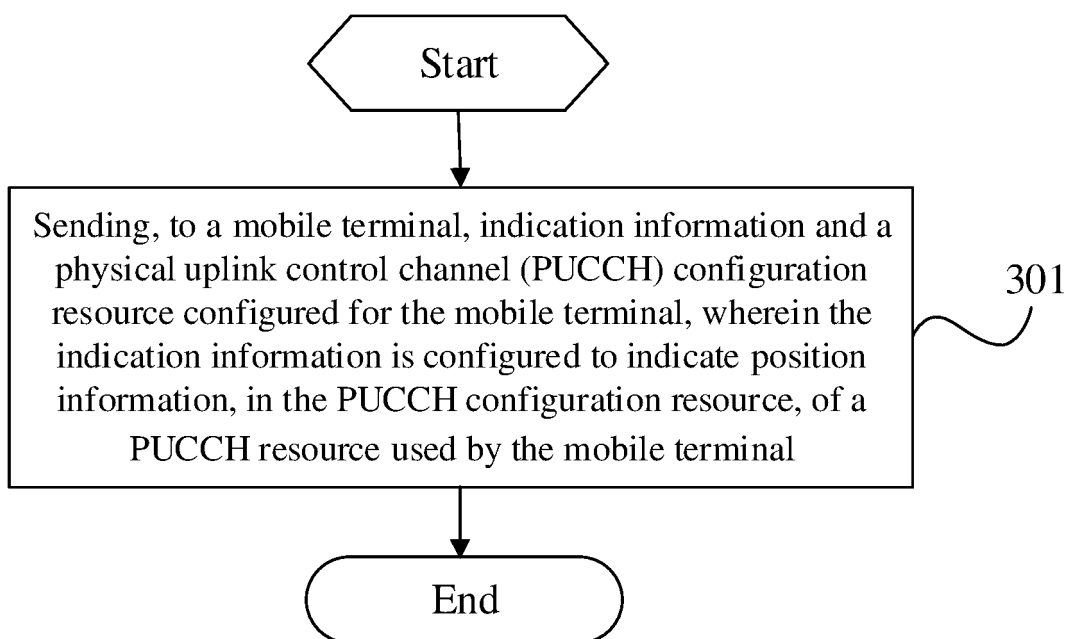 Start
Sending, to a mobile terminal, indication information and a
physical uplink control channel (PUCCH) configuration
resource configured for the mobile terminal, wherein the
indication information is configured to indicate position
information, in the PUCCH configuration resource, of a
PUCCH resource used by the mobile terminal
301
End